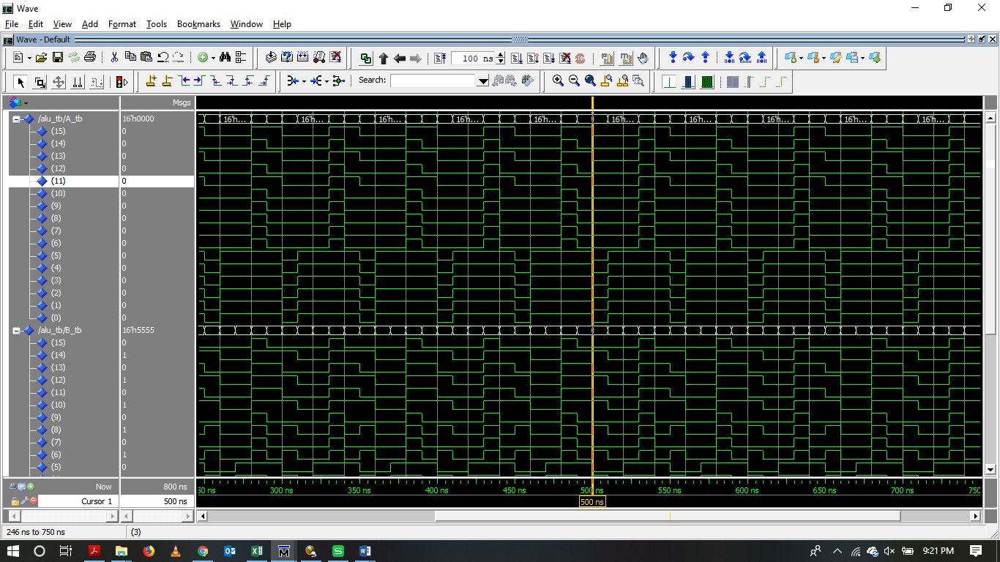 Wave
File Edit View Add Format Tools Bookmarks Window Help
Wave - Default
100 ns
Search:
Msgs
/alu_tb/A_tb 16'h0000 16'h... 16'h... 16'h... 16'h... 16'h... 16'h... 16'h... 16'h... 16'h... 16'h...
(15) 0
(14) 0
(13) 0
(12) 0
(11) 0
(10) 0
(9) 0
(8) 0
(7) 0
(6) 0
(5) 0
(4) 0
(3) 0
(2) 0
(1) 0
(0) 0
/alu_tb/B_tb 16'h5555
(15) 0
(14) 1
(13) 0
(12) 1
(11) 0
(10) 1
(9) 0
(8) 1
(7) 0
(6) 1
(5) 0
Now 800 ns 50 ns 300 ns 350 ns 400 ns 450 ns 500 ns 550 ns 600 ns 650 ns 700 ns 750
Cursor 1 500 ns 500 ns
246 ns to 750 ns (3)
9:21 PM